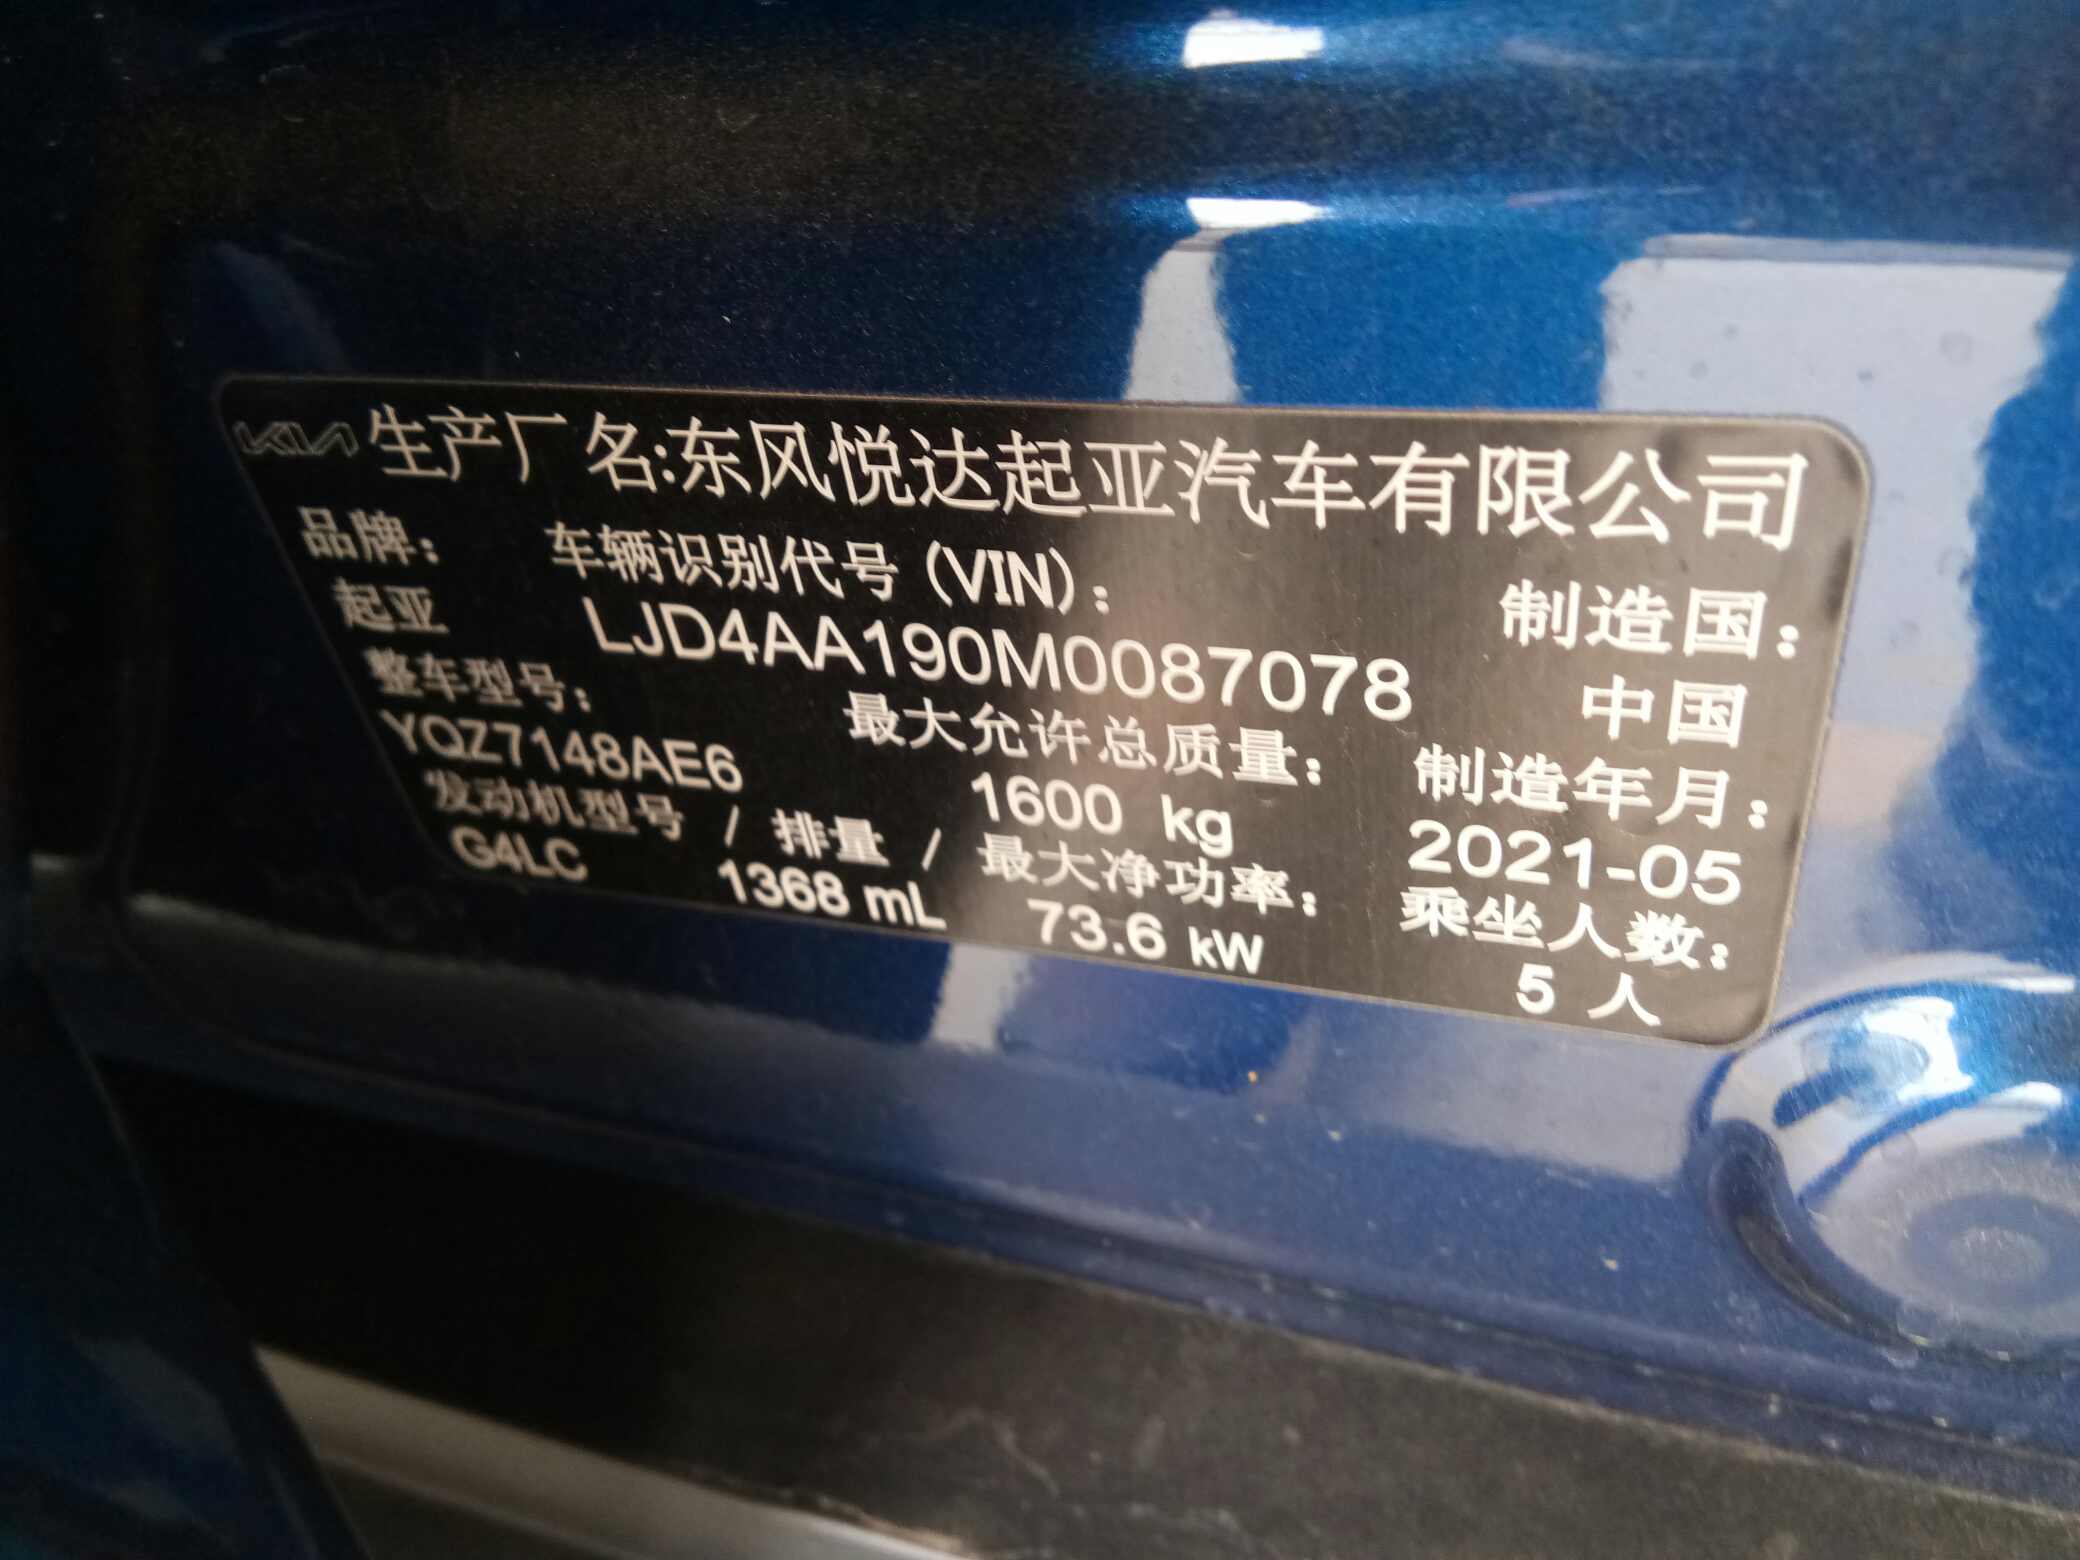 KIA 生产厂名:东风悦达起亚汽车有限公司
品牌： 车辆识别代号 (VIN)： 制造国：
起亚 LJD4AA190M0087078 中国
整车型号： 最大允许总质量： 制造年月：
YQZ7148AE6 1600 kg 2021-05
发动机型号 / 排量 / 最大净功率： 乘坐人数：
G4LC 1368 mL 73.6 kW 5 人